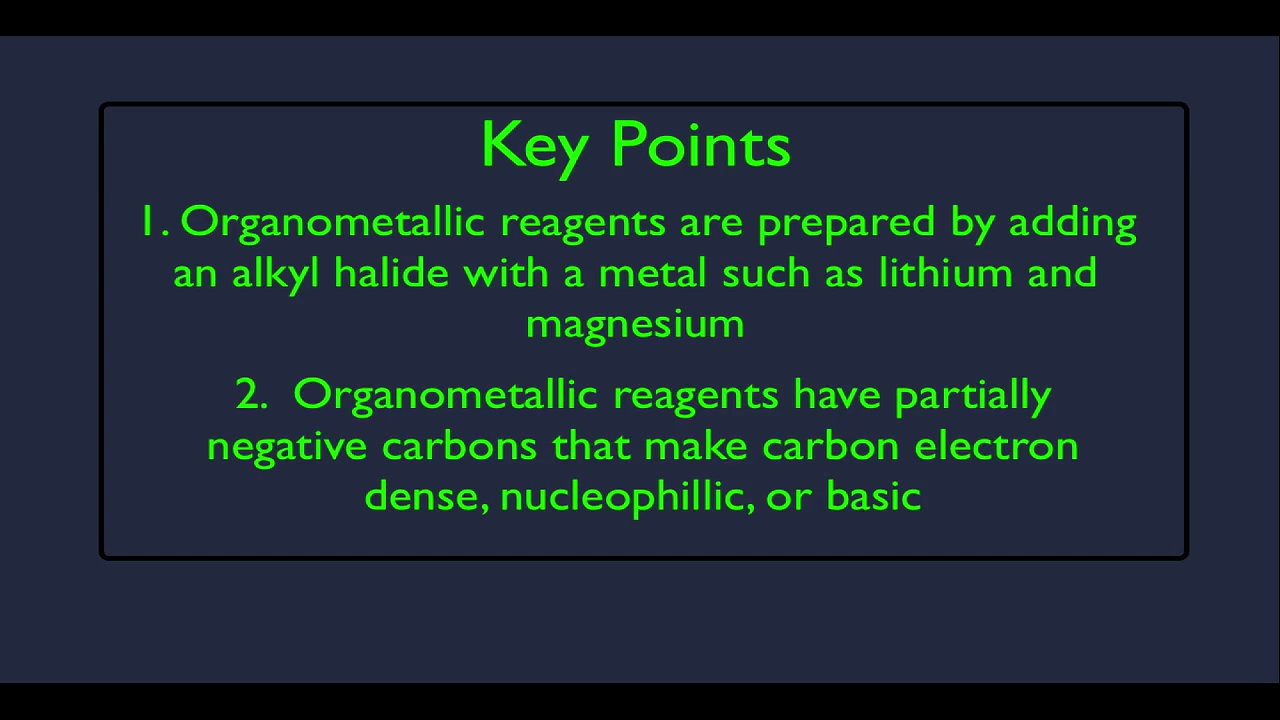 Key Points
1. Organometallic reagents are prepared by adding
an alkyl halide with a metal such as lithium and
magnesium
2. Organometallic reagents have partially
negative carbons that make carbon electron
dense, nucleophillic, or basic